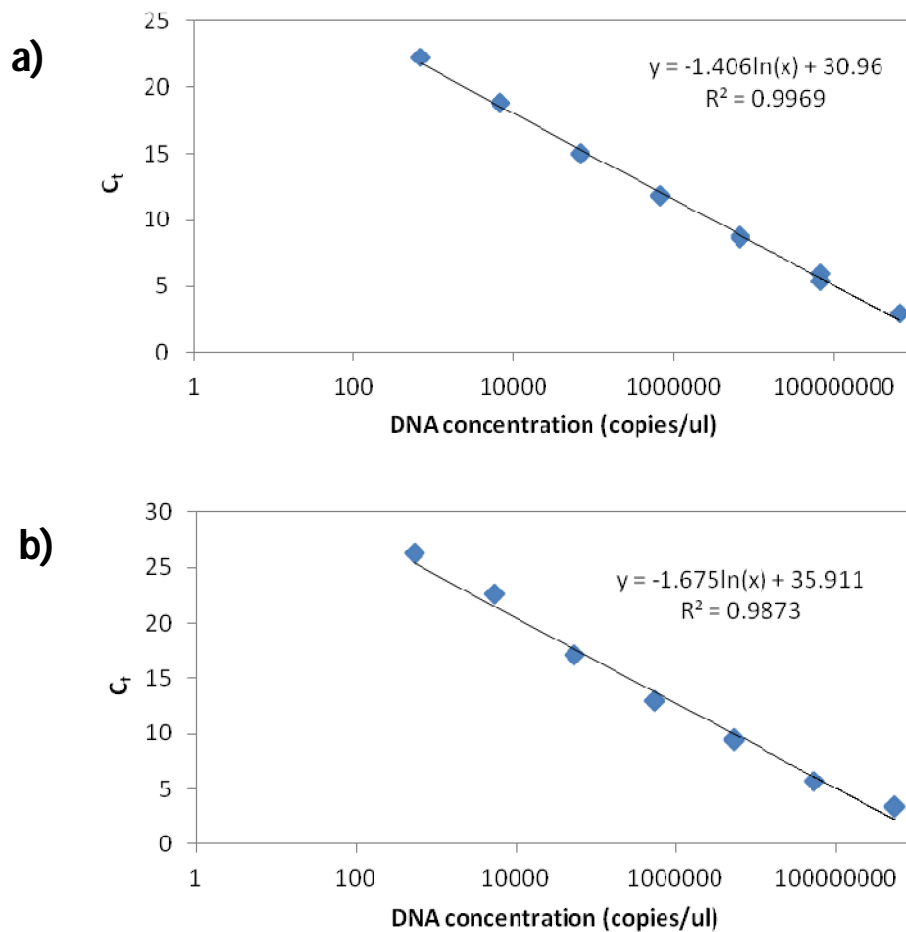 a)
25
20
15
10
5
0
Ct
y = -1.406ln(x) + 30.96
R² = 0.9969
1 100 10000 1000000 100000000
DNA concentration (copies/ul)
b)
30
25
20
15
10
5
0
Ct
y = -1.675ln(x) + 35.911
R² = 0.9873
1 100 10000 1000000 100000000
DNA concentration (copies/ul)